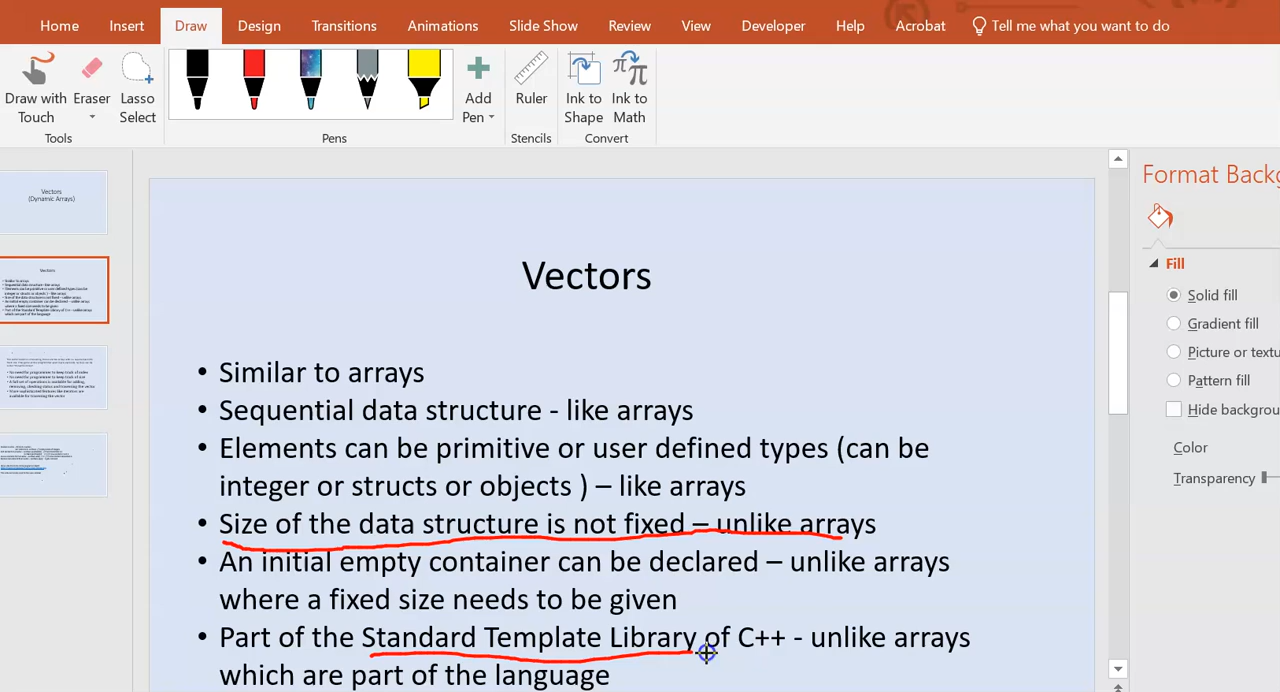 Home Insert Draw Design Transitions Animations Slide Show Review View Developer Help Acrobat Tell me what you want to do
Draw with Touch
Eraser
Lasso Select
Add Pen
Ruler
Ink to Shape
Ink to Math
Tools Pens Stencils Convert
Vectors
(Dynamic Arrays)
Vectors
Format Backg
Fill
Solid fill
Gradient fill
Picture or textu
Pattern fill
Hide backgrou
Color
Transparency
Vectors
• Similar to arrays
• Sequential data structure - like arrays
• Elements can be primitive or user defined types (can be
integer or structs or objects ) – like arrays
• Size of the data structure is not fixed – unlike arrays
• An initial empty container can be declared – unlike arrays
where a fixed size needs to be given
• Part of the Standard Template Library of C++ - unlike arrays
which are part of the language